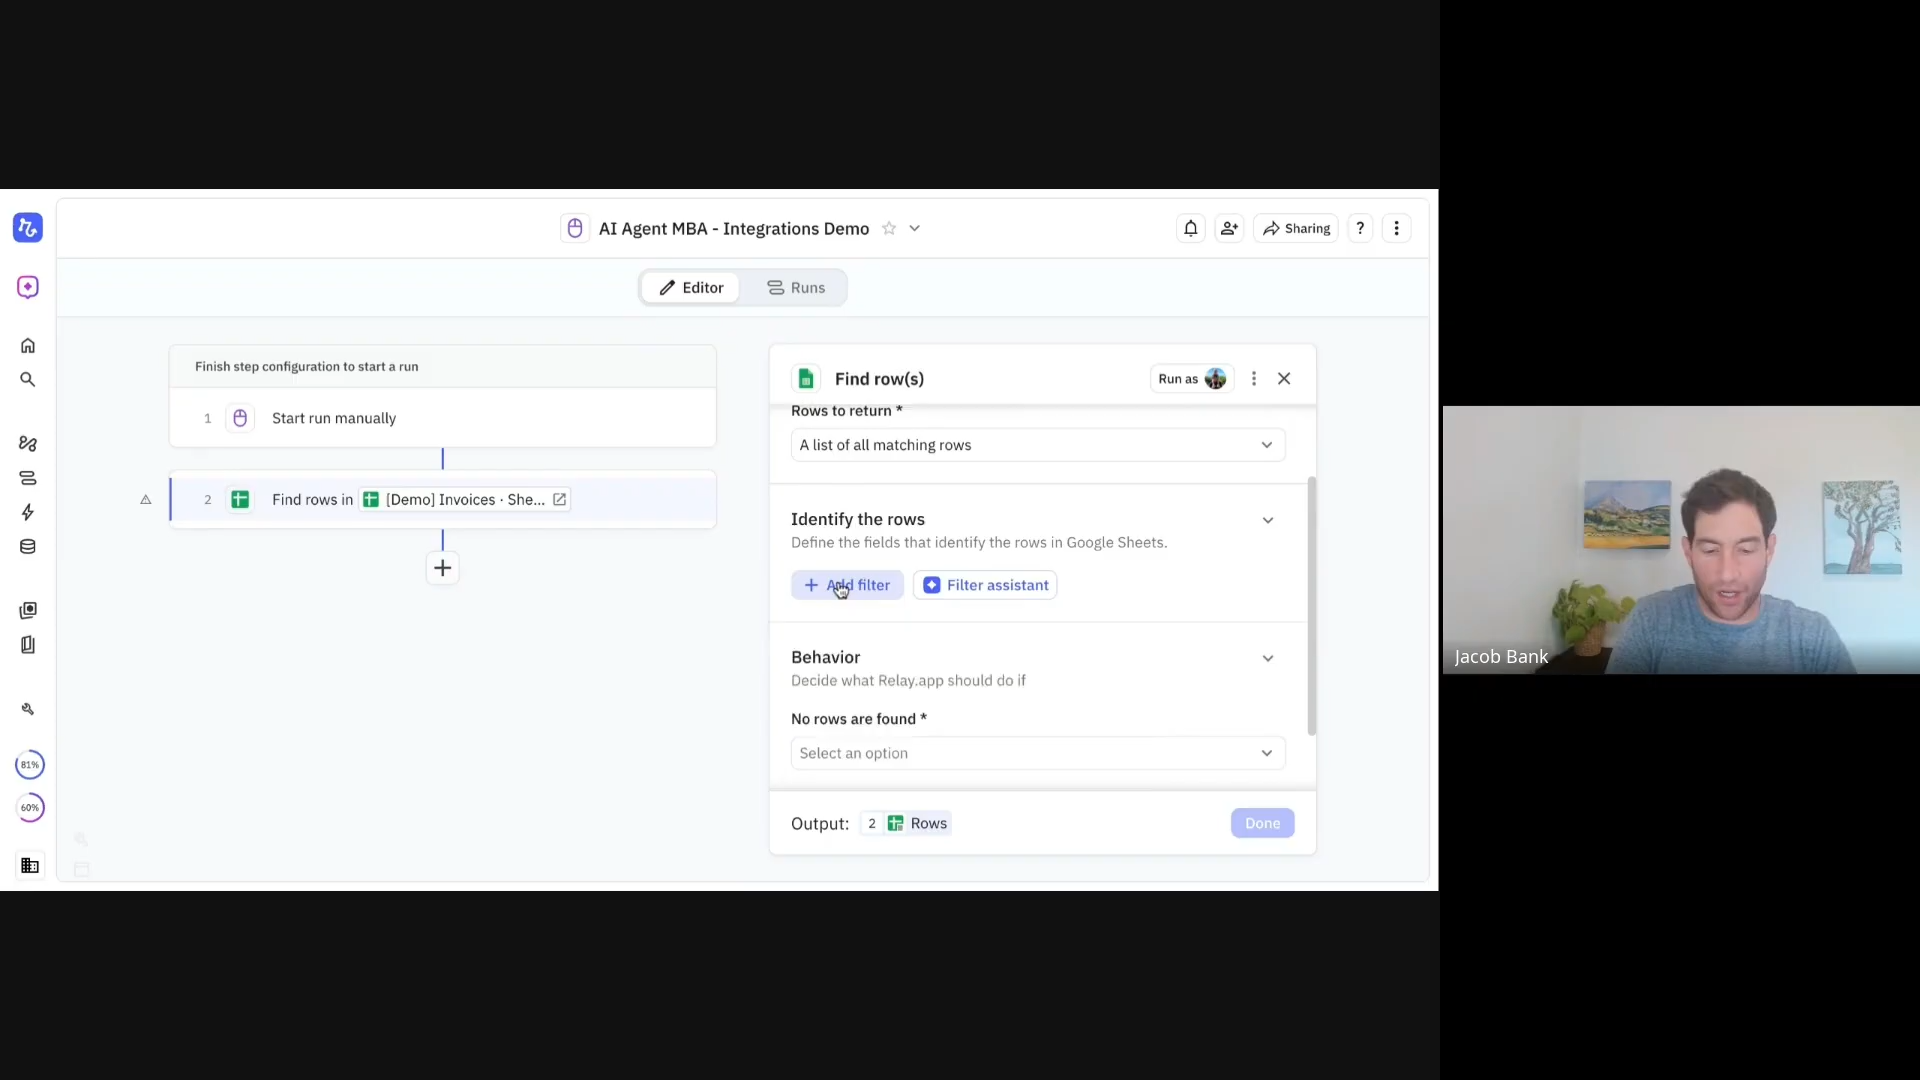 AI Agent MBA - Integrations Demo
Sharing
?
Editor
Runs
Finish step configuration to start a run
1 Start run manually
2 Find rows in [Demo] Invoices · She...
Find row(s)
Run as
Rows to return *
A list of all matching rows
Identify the rows
Define the fields that identify the rows in Google Sheets.
+ Add filter
Filter assistant
Behavior
Decide what Relay.app should do if
No rows are found *
Select an option
Output: 2 Rows
Done
81%
60%
Jacob Bank